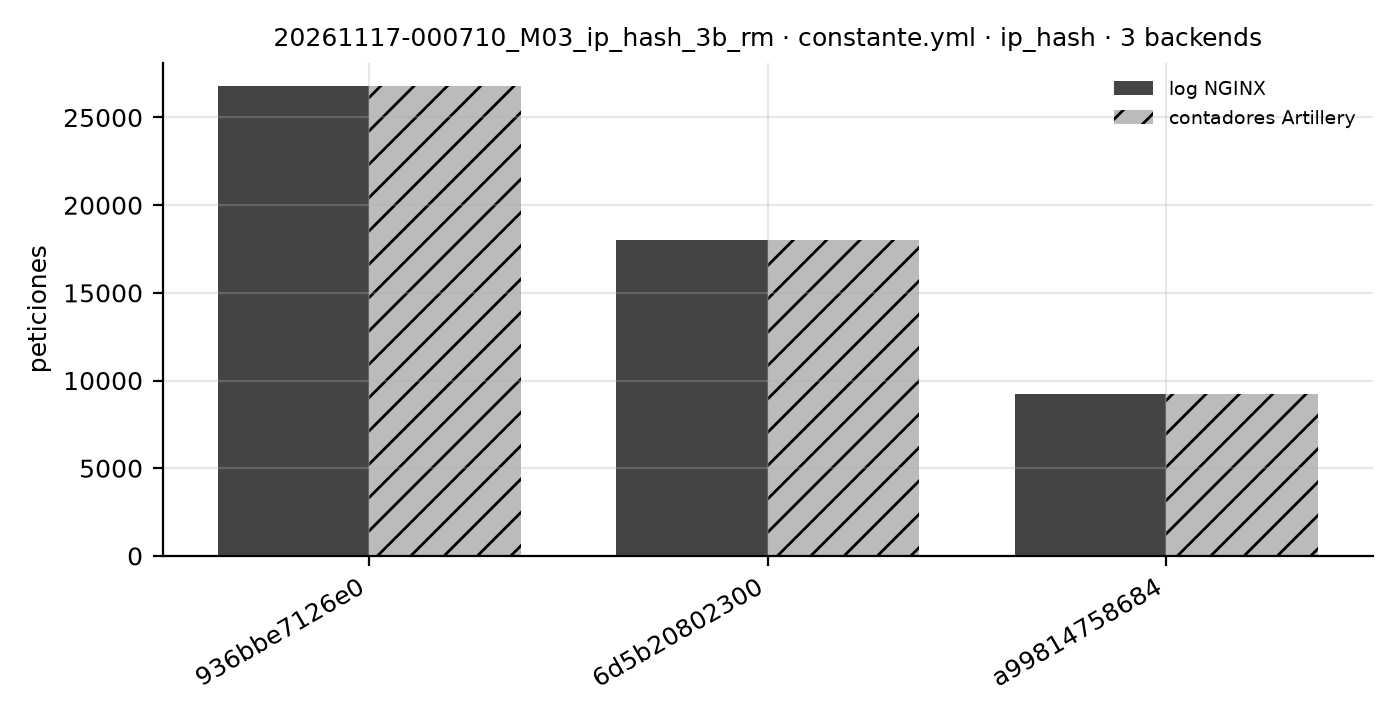 20261117-000710_M03_ip_hash_3b_rm · constante.yml · ip_hash · 3 backends
log NGINX
contadores Artillery
peticiones
25000
20000
15000
10000
5000
0
936bbe7126e0
6d5b20802300
a99814758684